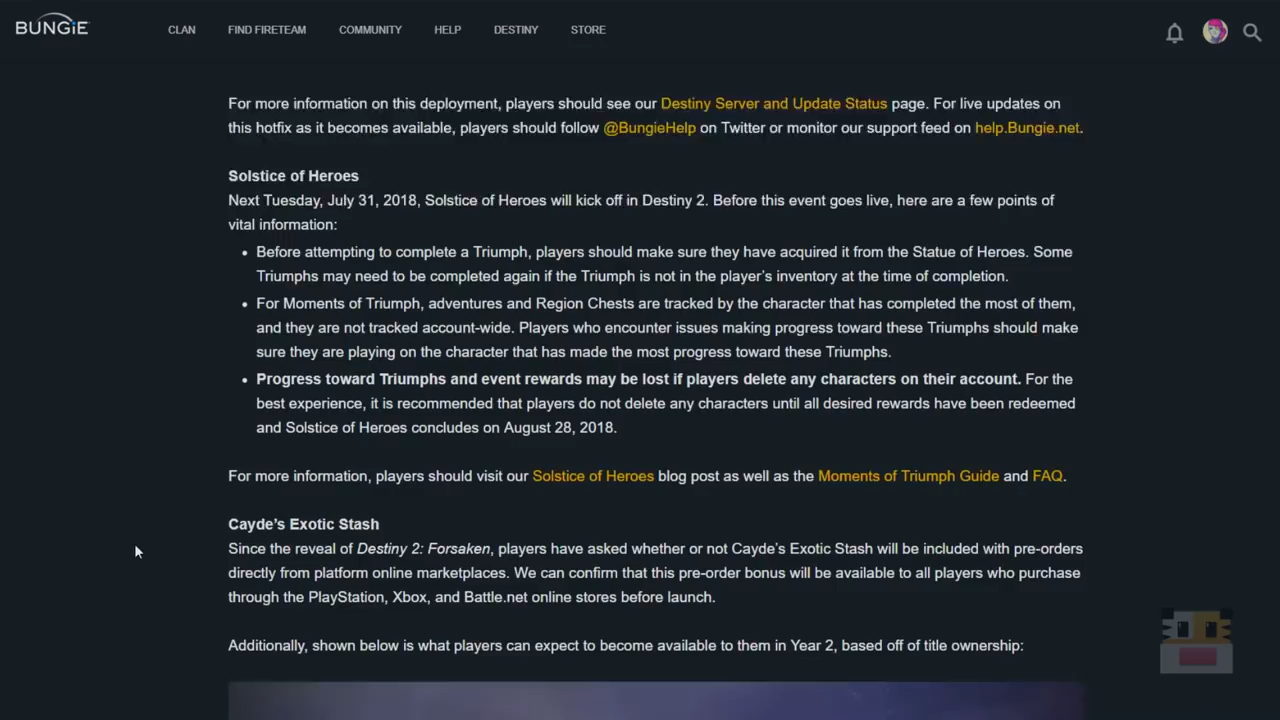 BUNGiE
CLAN
FIND FIRETEAM
COMMUNITY
HELP
DESTINY
STORE
For more information on this deployment, players should see our Destiny Server and Update Status page. For live updates on
this hotfix as it becomes available, players should follow @BungieHelp on Twitter or monitor our support feed on help.Bungie.net.
Solstice of Heroes
Next Tuesday, July 31, 2018, Solstice of Heroes will kick off in Destiny 2. Before this event goes live, here are a few points of
vital information:
• Before attempting to complete a Triumph, players should make sure they have acquired it from the Statue of Heroes. Some
Triumphs may need to be completed again if the Triumph is not in the player's inventory at the time of completion.
• For Moments of Triumph, adventures and Region Chests are tracked by the character that has completed the most of them,
and they are not tracked account-wide. Players who encounter issues making progress toward these Triumphs should make
sure they are playing on the character that has made the most progress toward these Triumphs.
• Progress toward Triumphs and event rewards may be lost if players delete any characters on their account. For the
best experience, it is recommended that players do not delete any characters until all desired rewards have been redeemed
and Solstice of Heroes concludes on August 28, 2018.
For more information, players should visit our Solstice of Heroes blog post as well as the Moments of Triumph Guide and FAQ.
Cayde's Exotic Stash
Since the reveal of Destiny 2: Forsaken, players have asked whether or not Cayde's Exotic Stash will be included with pre-orders
directly from platform online marketplaces. We can confirm that this pre-order bonus will be available to all players who purchase
through the PlayStation, Xbox, and Battle.net online stores before launch.
Additionally, shown below is what players can expect to become available to them in Year 2, based off of title ownership: